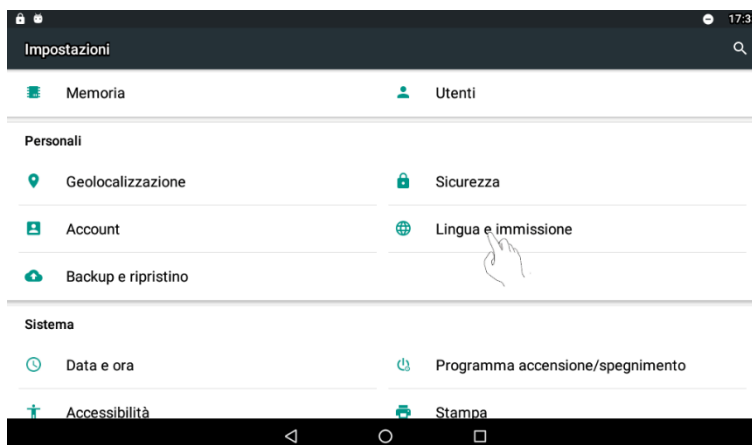 17:3
Impostazioni
Memoria
Utenti
Personali
Geolocalizzazione
Sicurezza
Account
Lingua e immissione
Backup e ripristino
Sistema
Data e ora
Programma accensione/spegnimento
Accessibilità
Stampa